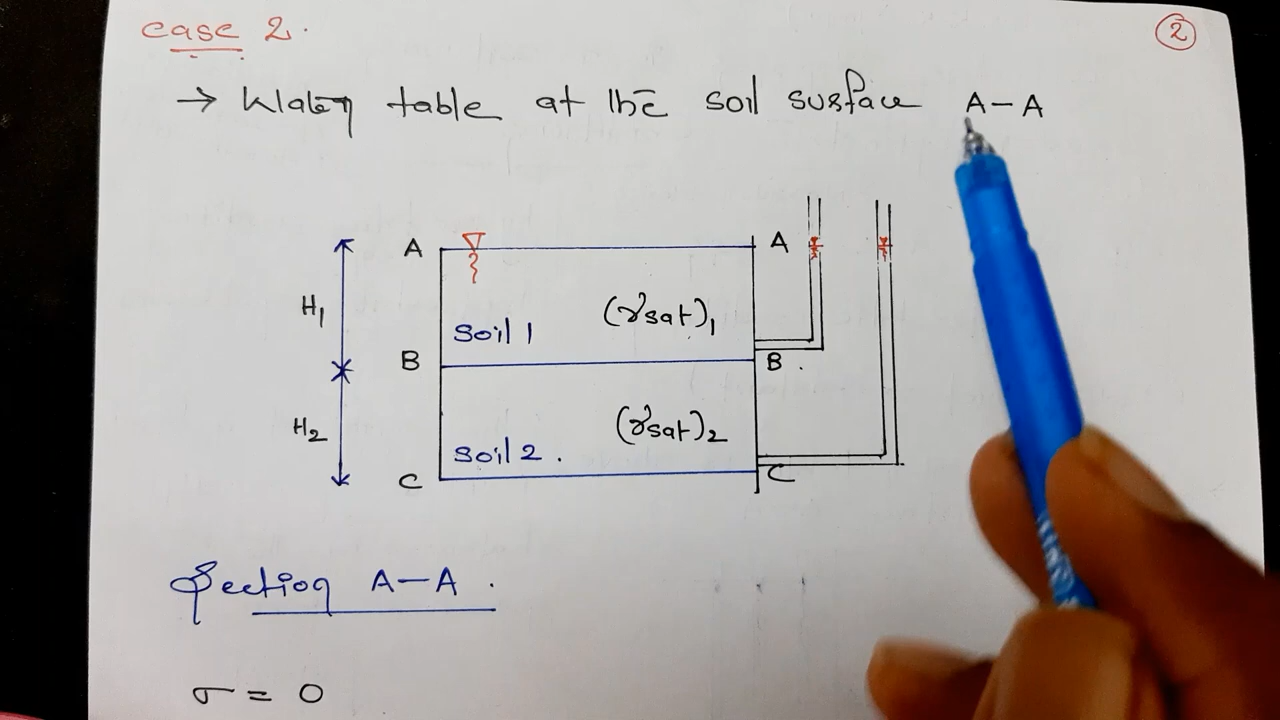 case 2.
2
→ Water table at the soil surface A-A
A A
H₁ soil 1 (γsat)₁
B B.
H₂ soil 2. (γsat)₂
C C
Section A-A.
σ = 0